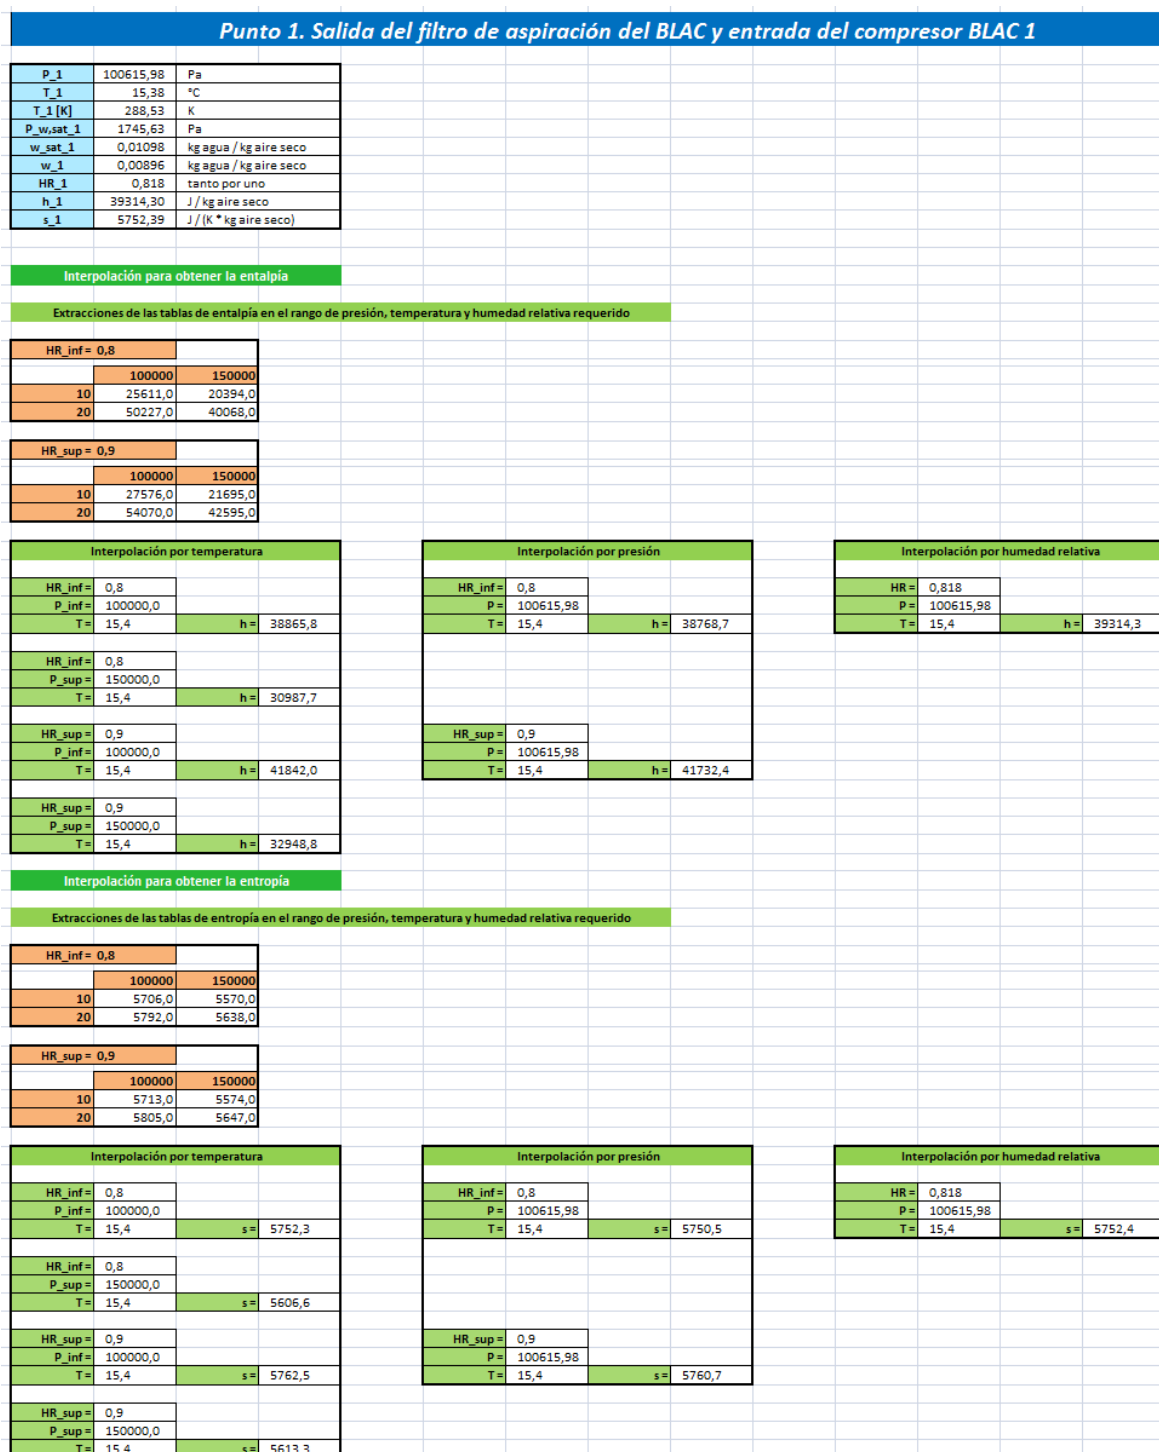 Punto 1. Salida del filtro de aspiración del BLAC y entrada del compresor BLAC 1
P_1 100615,98 Pa
T_1 15,38 °C
T_1 [K] 288,53 K
P_w,sat_1 1745,63 Pa
w_sat_1 0,01098 kg agua / kg aire seco
w_1 0,00896 kg agua / kg aire seco
HR_1 0,818 tanto por uno
h_1 39314,30 J / kg aire seco
s_1 5752,39 J / (K * kg aire seco)
Interpolación para obtener la entalpía
Extracciones de las tablas de entalpía en el rango de presión, temperatura y humedad relativa requerido
HR_inf = 0,8
100000 150000
10 25611,0 20394,0
20 50227,0 40068,0
HR_sup = 0,9
100000 150000
10 27576,0 21695,0
20 54070,0 42595,0
Interpolación por temperatura Interpolación por presión Interpolación por humedad relativa
HR_inf = 0,8 HR_inf = 0,8 HR = 0,818
P_inf = 100000,0 P = 100615,98 P = 100615,98
T = 15,4 h = 38865,8 T = 15,4 h = 38768,7 T = 15,4 h = 39314,3
HR_inf = 0,8
P_sup = 150000,0
T = 15,4 h = 30987,7
HR_sup = 0,9 HR_sup = 0,9
P_inf = 100000,0 P = 100615,98
T = 15,4 h = 41842,0 T = 15,4 h = 41732,4
HR_sup = 0,9
P_sup = 150000,0
T = 15,4 h = 32948,8
Interpolación para obtener la entropía
Extracciones de las tablas de entropía en el rango de presión, temperatura y humedad relativa requerido
HR_inf = 0,8
100000 150000
10 5706,0 5570,0
20 5792,0 5638,0
HR_sup = 0,9
100000 150000
10 5713,0 5574,0
20 5805,0 5647,0
Interpolación por temperatura Interpolación por presión Interpolación por humedad relativa
HR_inf = 0,8 HR_inf = 0,8 HR = 0,818
P_inf = 100000,0 P = 100615,98 P = 100615,98
T = 15,4 s = 5752,3 T = 15,4 s = 5750,5 T = 15,4 s = 5752,4
HR_inf = 0,8
P_sup = 150000,0
T = 15,4 s = 5606,6
HR_sup = 0,9 HR_sup = 0,9
P_inf = 100000,0 P = 100615,98
T = 15,4 s = 5762,5 T = 15,4 s = 5760,7
HR_sup = 0,9
P_sup = 150000,0
T = 15,4 s = 5613,3